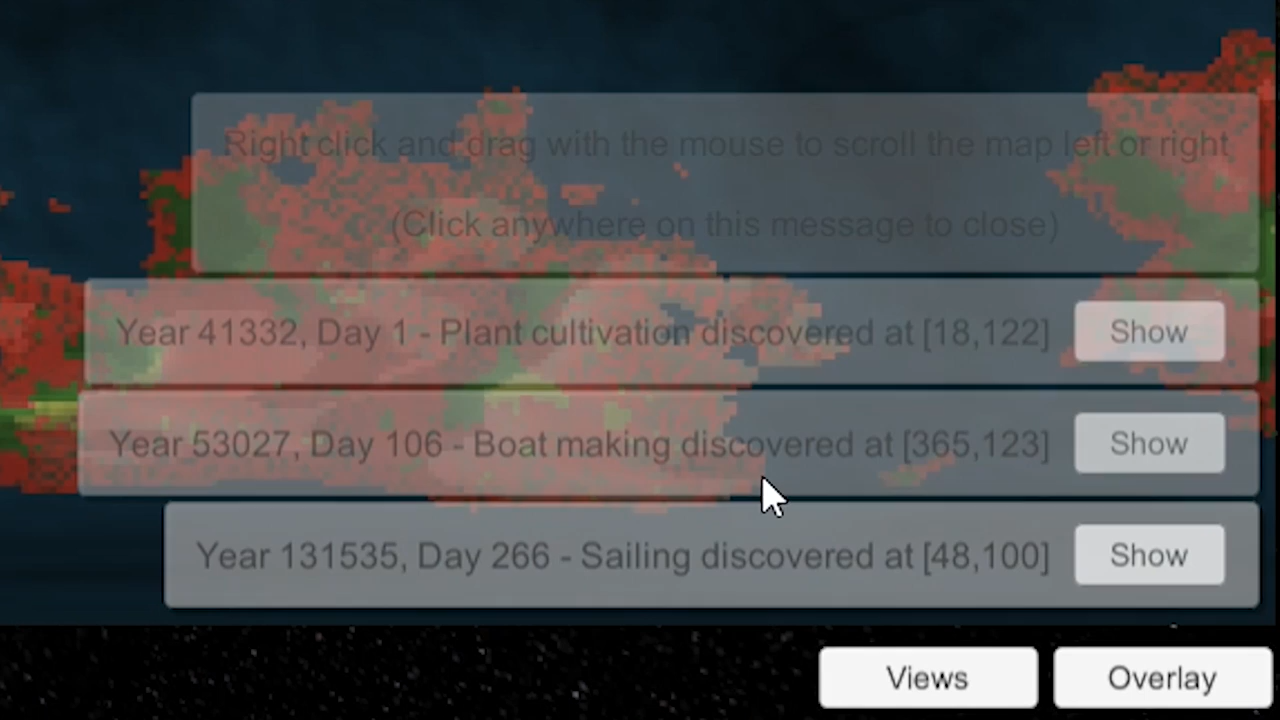 Right click and drag with the mouse to scroll the map left or right
(Click anywhere on this message to close)
Year 41332, Day 1 - Plant cultivation discovered at [18,122] Show
Year 53027, Day 106 - Boat making discovered at [365,123] Show
Year 131535, Day 266 - Sailing discovered at [48,100] Show
Views Overlay